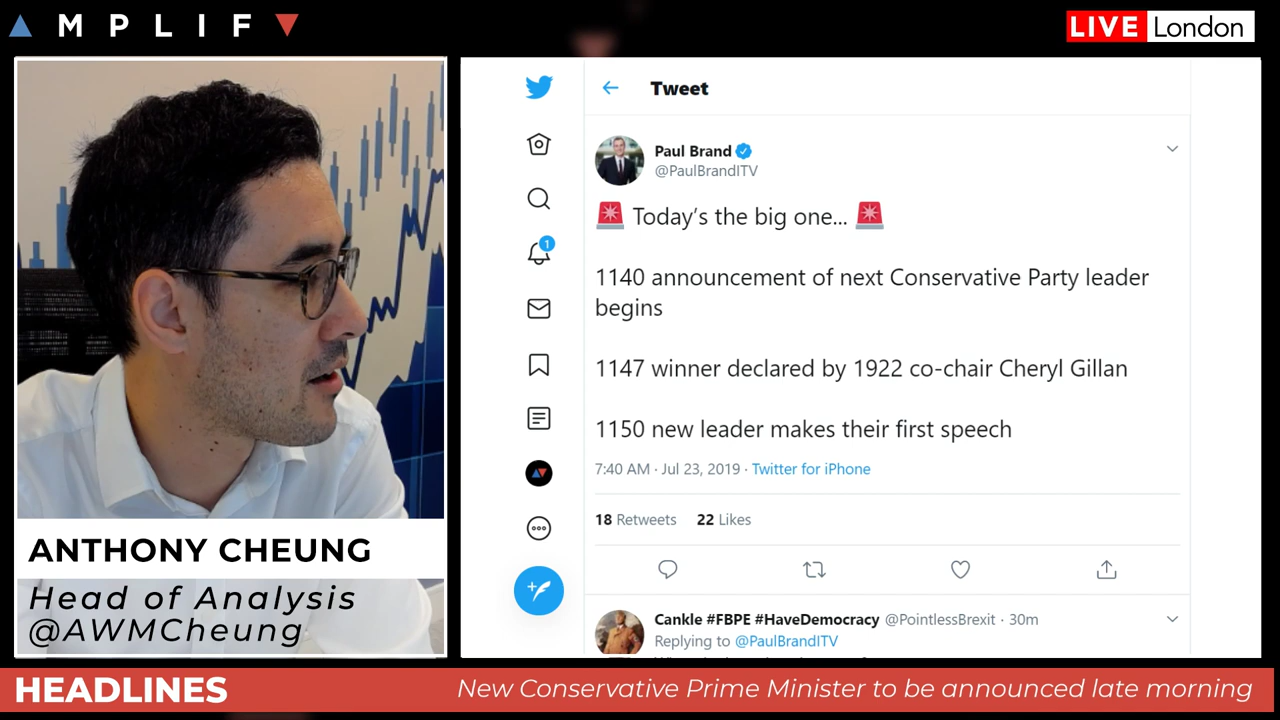 MPLIF
LIVE London
Tweet
Paul Brand
@PaulBrandITV
Today's the big one...
1140 announcement of next Conservative Party leader
begins
1147 winner declared by 1922 co-chair Cheryl Gillan
1150 new leader makes their first speech
7:40 AM · Jul 23, 2019 · Twitter for iPhone
18 Retweets 22 Likes
1
Cankle #FBPE #HaveDemocracy @PointlessBrexit · 30m
Replying to @PaulBrandITV
ANTHONY CHEUNG
Head of Analysis
@AWMCheung
HEADLINES New Conservative Prime Minister to be announced late morning